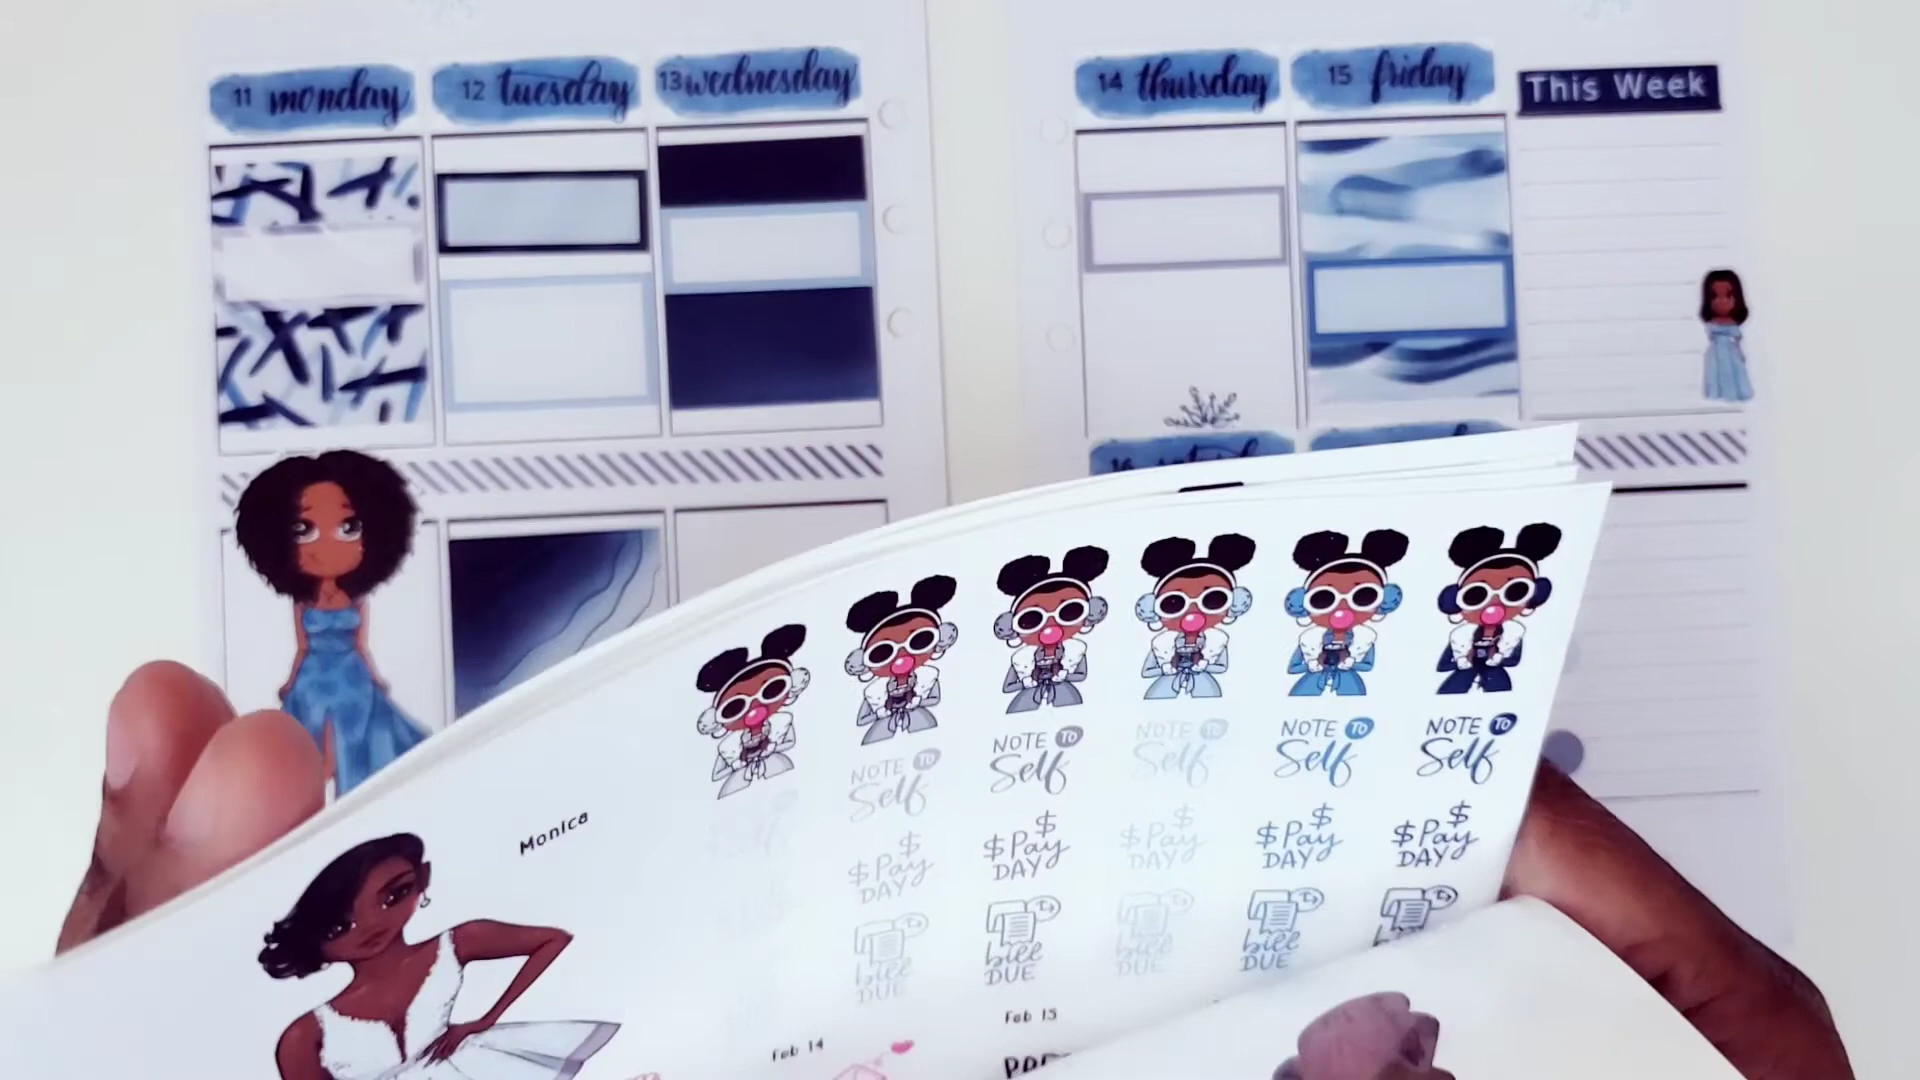 11 monday
12 tuesday
13 wednesday
14 thursday
15 friday
This Week
16
Monica
NOTE TO Self
NOTE TO Self
NOTE TO Self
NOTE TO Self
NOTE TO Self
$ Pay $ DAY
$ Pay $ DAY
$ Pay $ DAY
$ Pay $ DAY
$ Pay $ DAY
bill DUE
bill DUE
bill DUE
bill DUE
bill
Feb 14
Feb 15